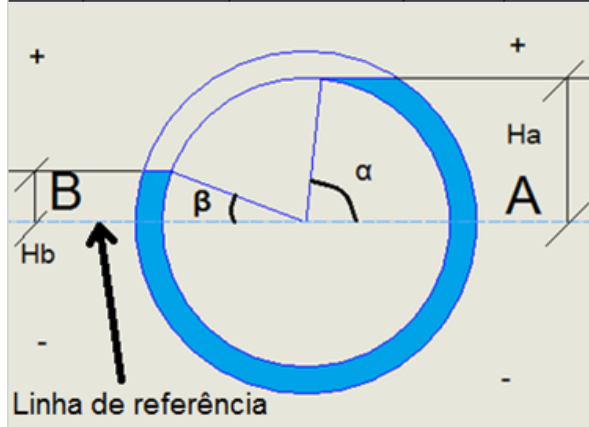 +
+
Ha
α
B
β
A
Hb
-
-
Linha de referência